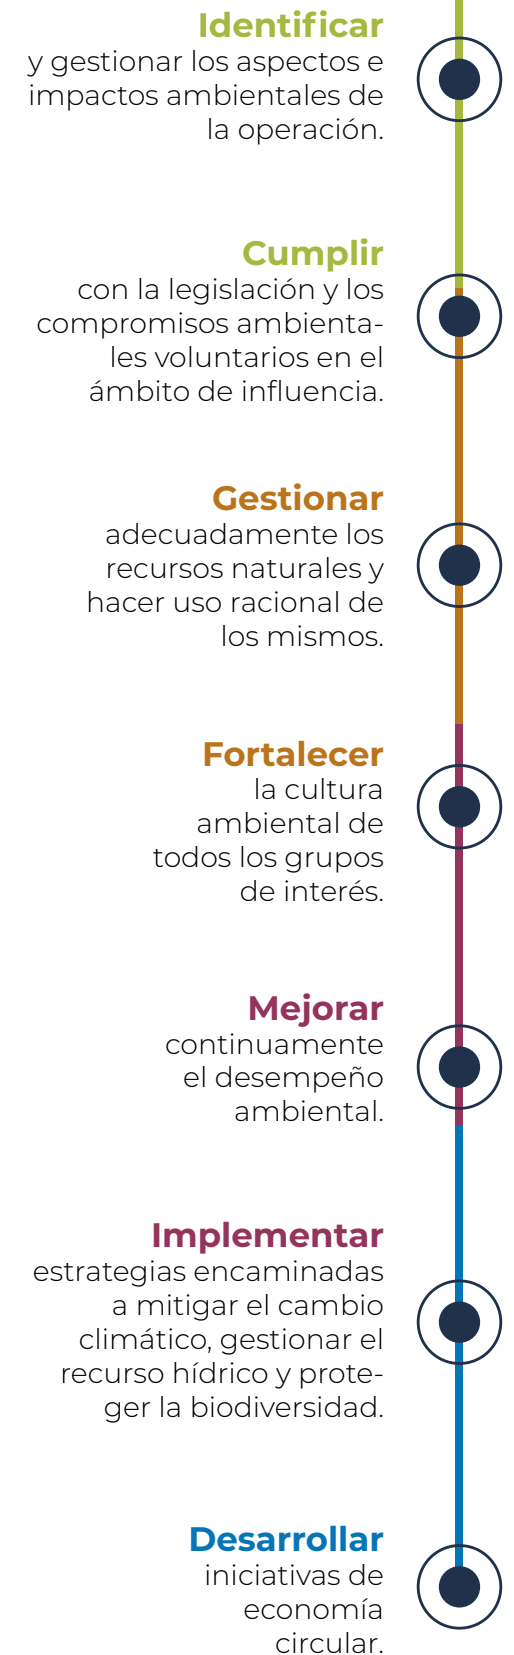 Identificar
y gestionar los aspectos e
impactos ambientales de
la operación.
Cumplir
con la legislación y los
compromisos ambienta-
les voluntarios en el
ámbito de influencia.
Gestionar
adecuadamente los
recursos naturales y
hacer uso racional de
los mismos.
Fortalecer
la cultura
ambiental de
todos los grupos
de interés.
Mejorar
continuamente
el desempeño
ambiental.
Implementar
estrategias encaminadas
a mitigar el cambio
climático, gestionar el
recurso hídrico y prote-
ger la biodiversidad.
Desarrollar
iniciativas de
economía
circular.